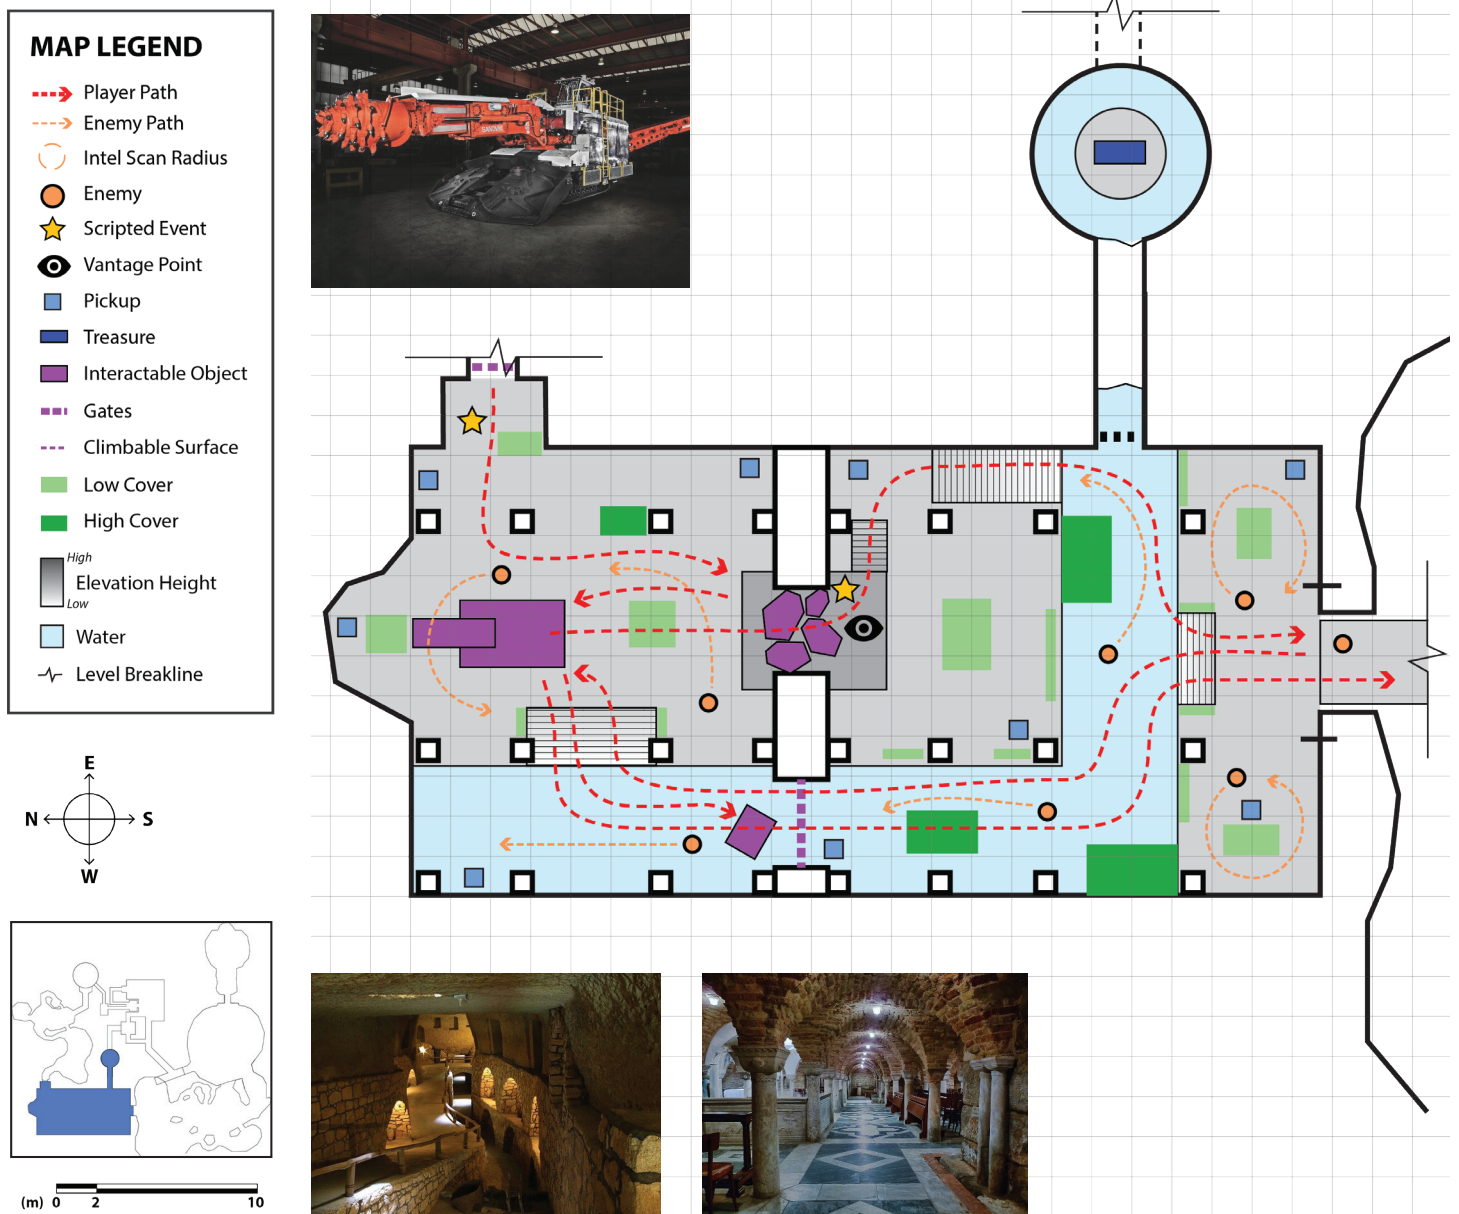 MAP LEGEND
Player Path
Enemy Path
Intel Scan Radius
Enemy
Scripted Event
Vantage Point
Pickup
Treasure
Interactable Object
Gates
Climbable Surface
Low Cover
High Cover
High
Elevation Height
Low
Water
Level Breakline
E
N S
W
(m) 0 2 10
SANDVIK